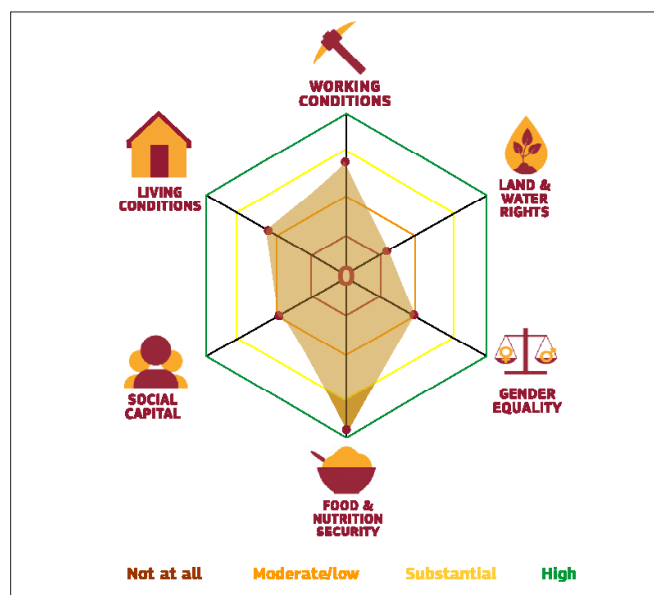 WORKING
CONDITIONS
LIVING
CONDITIONS
LAND &
WATER
RIGHTS
0
SOCIAL
CAPITAL
GENDER
EQUALITY
FOOD &
NUTRITION
SECURITY
Not at all Moderate/low Substantial High